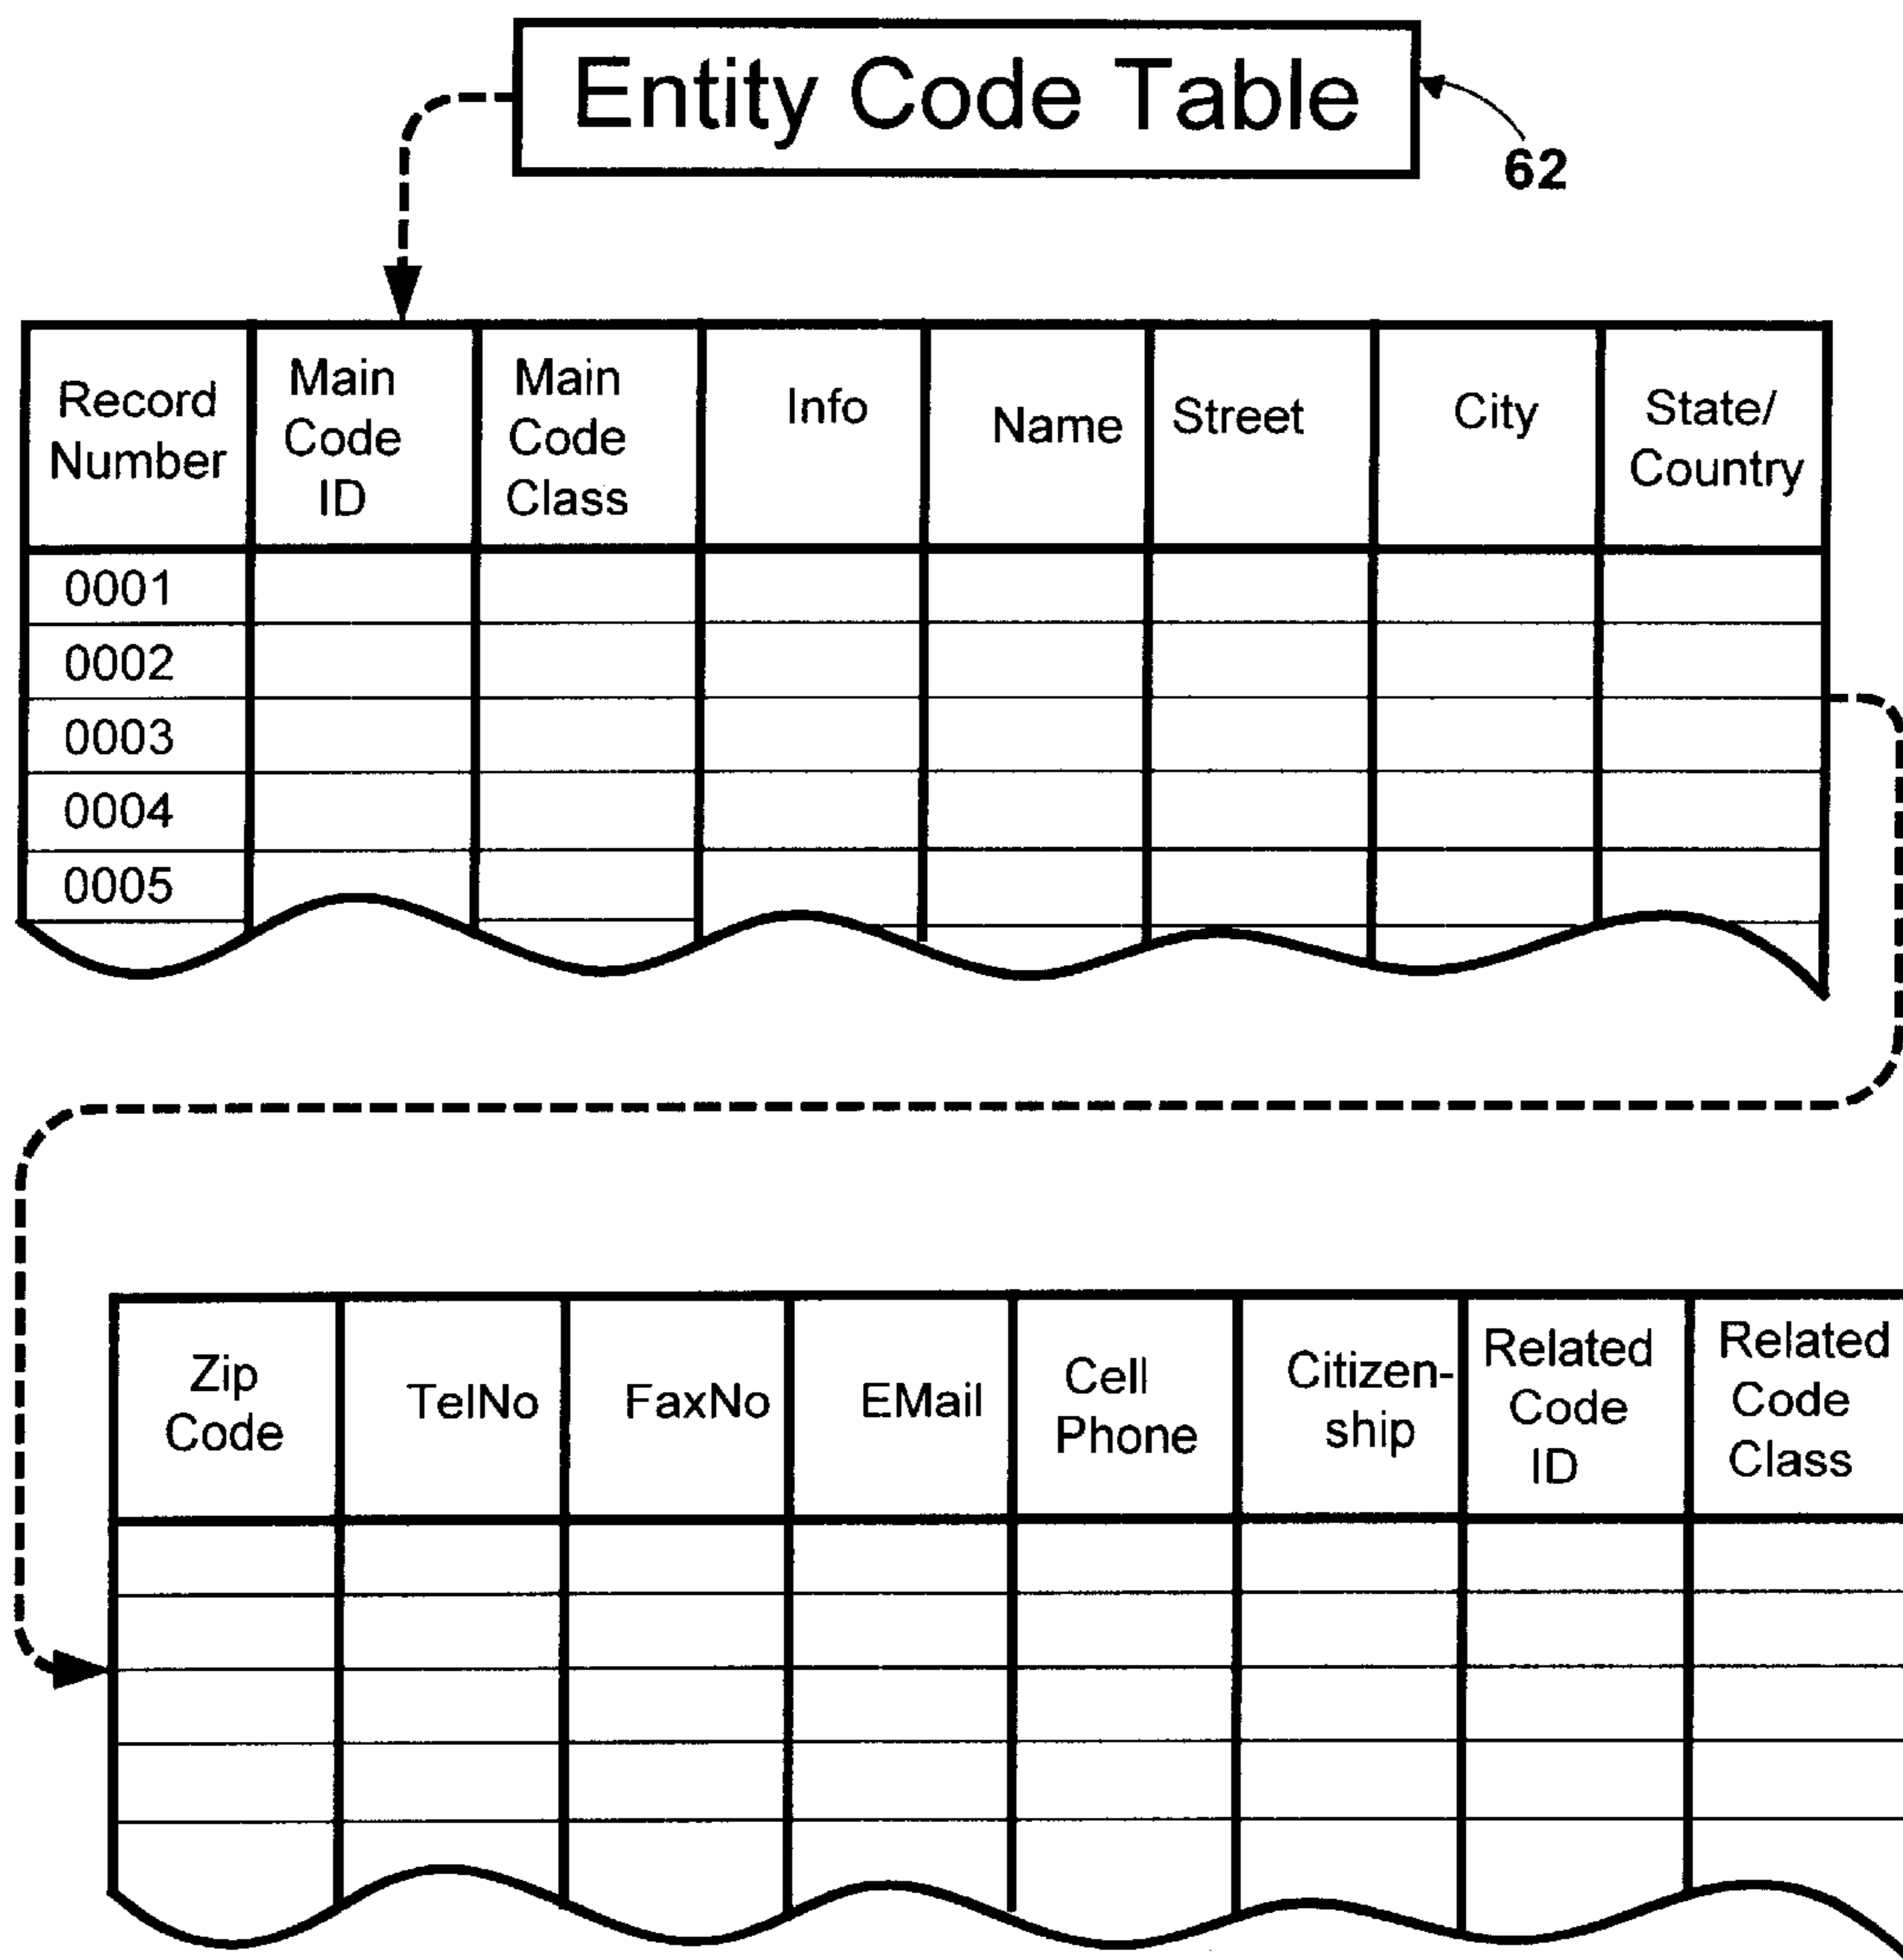 Entity Code Table
62
Record
Number
Main
Code
ID
Main
Code
Class
Info
Name
Street
City
State/
Country
0001
0002
0003
0004
0005
Zip
Code
TelNo
FaxNo
EMail
Cell
Phone
Citizen-
ship
Related
Code
ID
Related
Code
Class